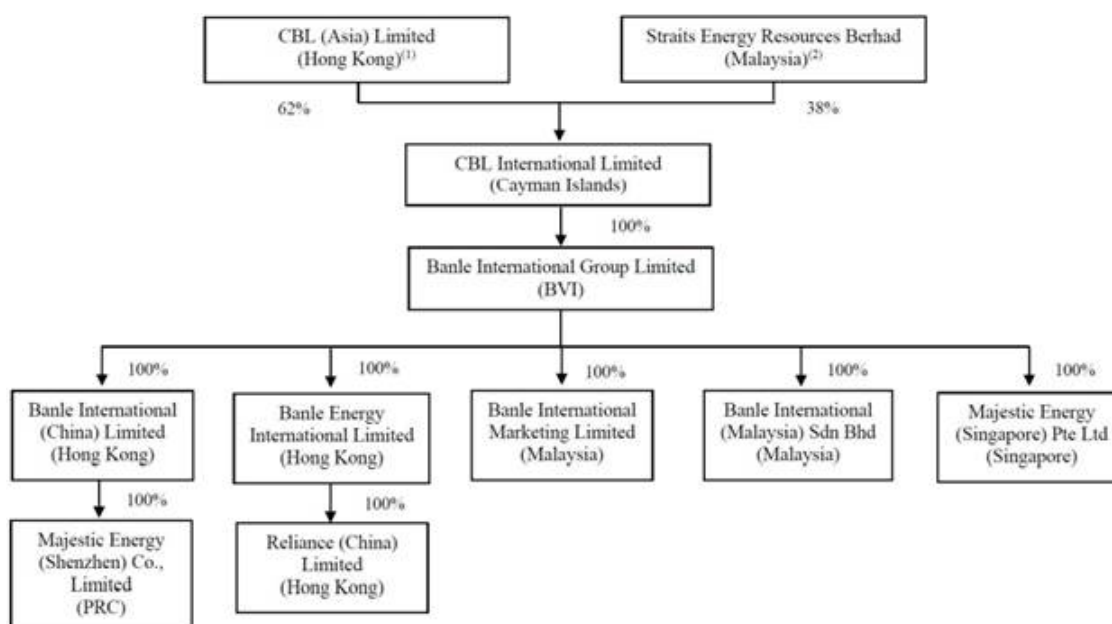 CBL (Asia) Limited
(Hong Kong)(1)
Straits Energy Resources Berhad
(Malaysia)(2)
62%
38%
CBL International Limited
(Cayman Islands)
100%
Banle International Group Limited
(BVI)
100%
100%
100%
100%
100%
Banle International
(China) Limited
(Hong Kong)
Banle Energy
International Limited
(Hong Kong)
Banle International
Marketing Limited
(Malaysia)
Banle International
(Malaysia) Sdn Bhd
(Malaysia)
Majestic Energy
(Singapore) Pte Ltd
(Singapore)
100%
100%
Majestic Energy
(Shenzhen) Co.,
Limited
(PRC)
Reliance (China)
Limited
(Hong Kong)